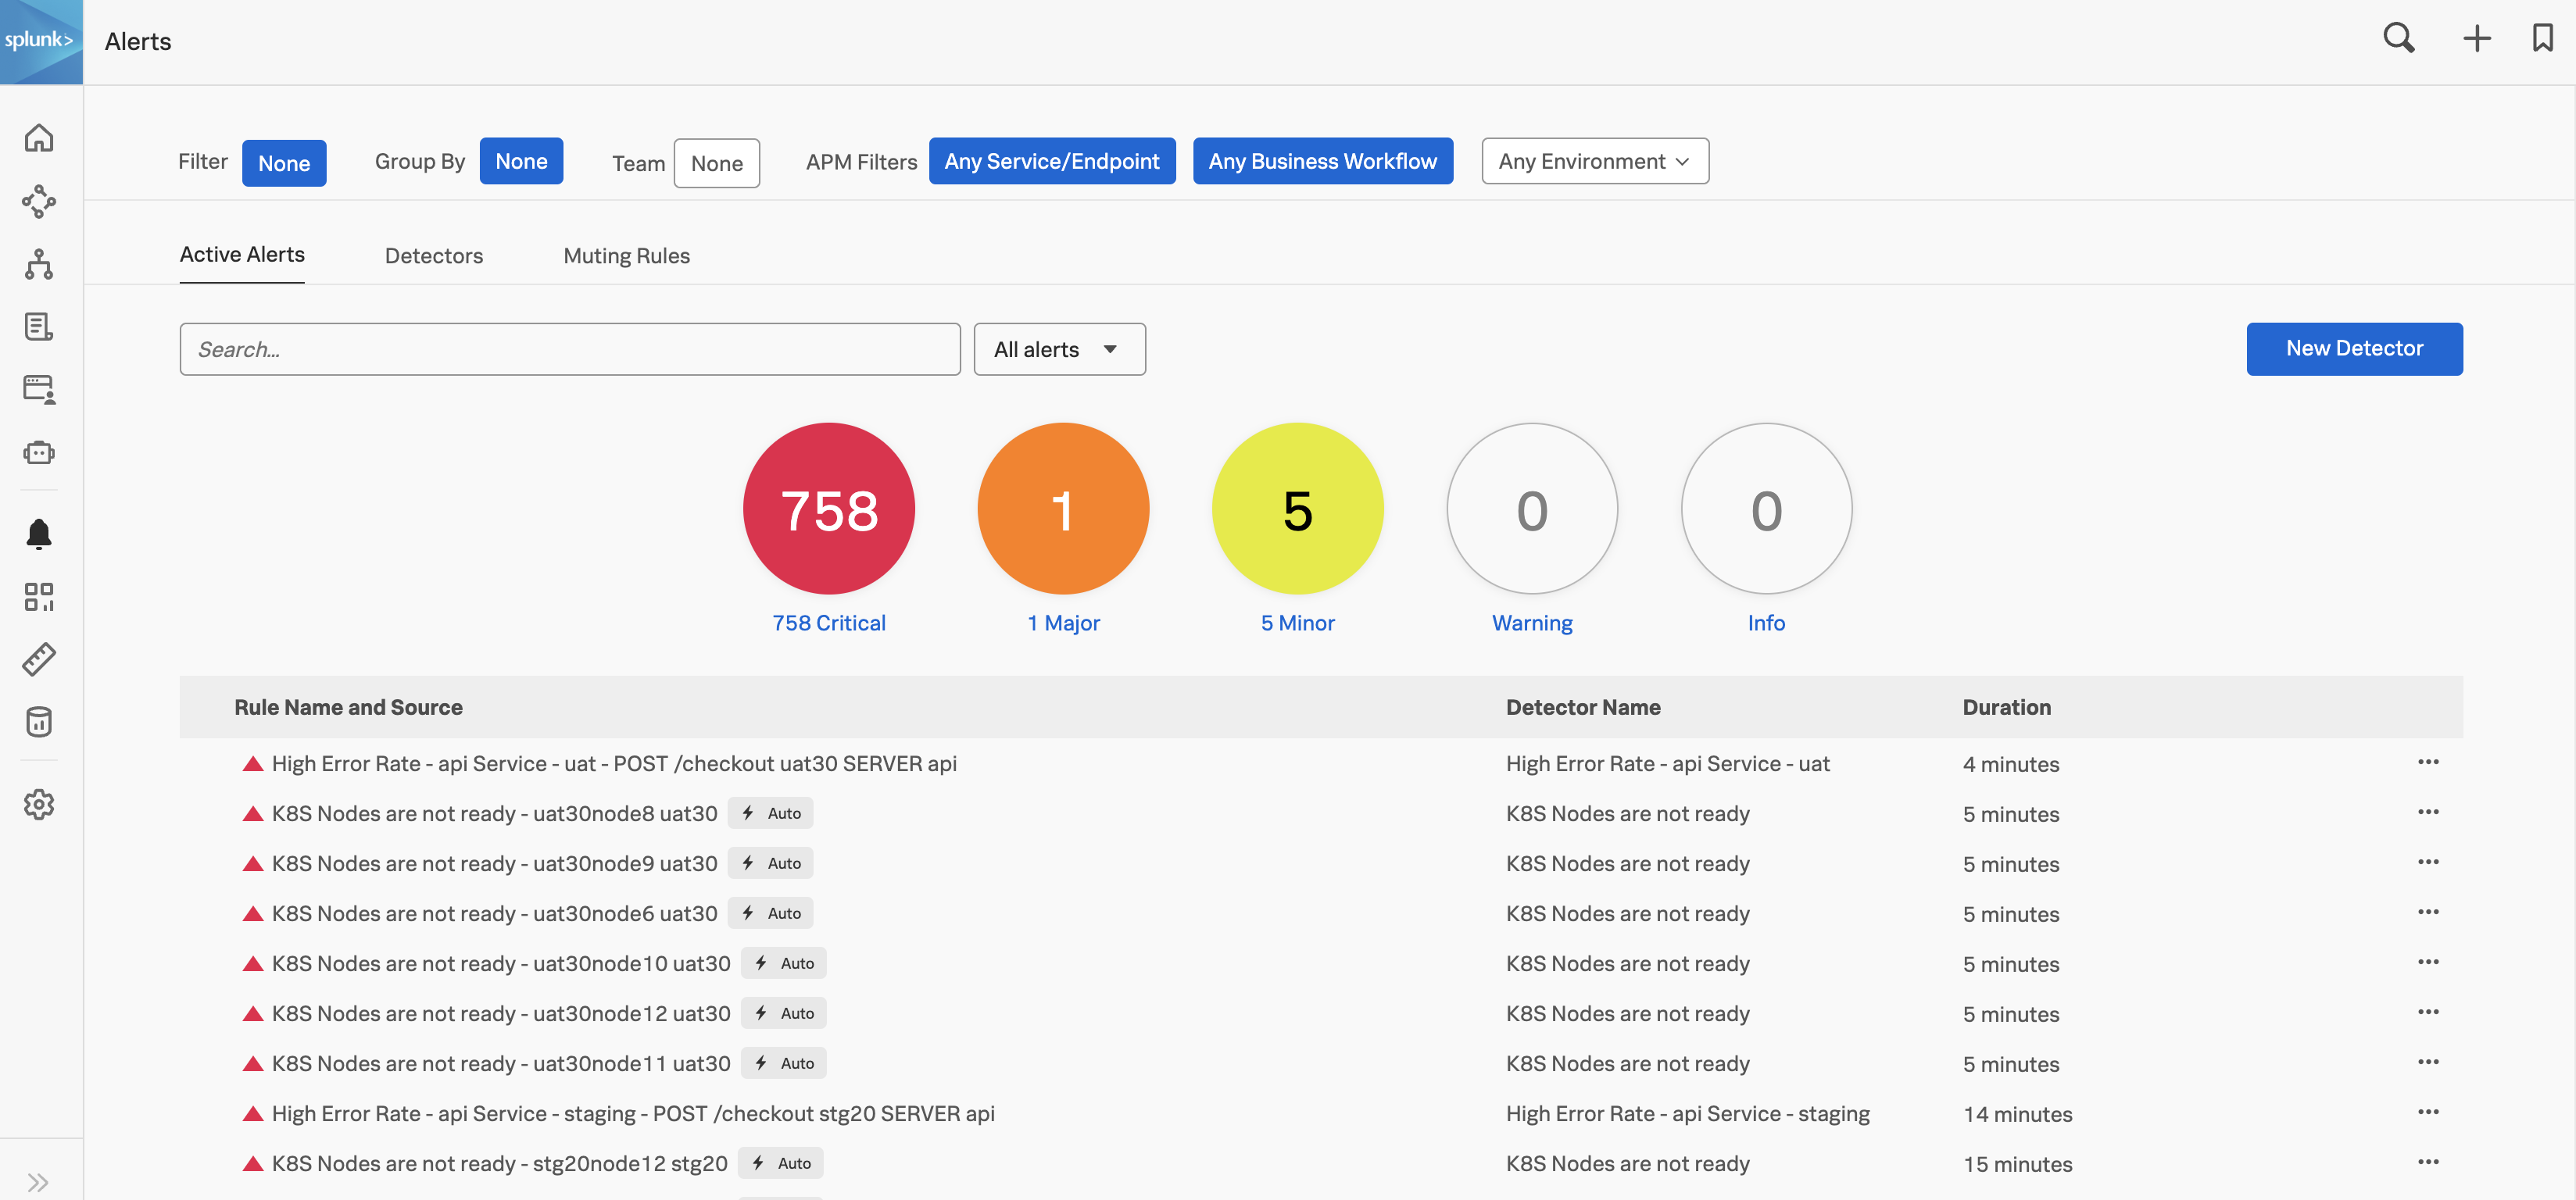 splunk>
Alerts
Filter None Group By None Team None APM Filters Any Service/Endpoint Any Business Workflow Any Environment
Active Alerts Detectors Muting Rules
Search... All alerts New Detector
758 1 5 0 0
758 Critical 1 Major 5 Minor Warning Info
Rule Name and Source Detector Name Duration
High Error Rate - api Service - uat - POST /checkout uat30 SERVER api High Error Rate - api Service - uat 4 minutes
K8S Nodes are not ready - uat30node8 uat30 Auto K8S Nodes are not ready 5 minutes
K8S Nodes are not ready - uat30node9 uat30 Auto K8S Nodes are not ready 5 minutes
K8S Nodes are not ready - uat30node6 uat30 Auto K8S Nodes are not ready 5 minutes
K8S Nodes are not ready - uat30node10 uat30 Auto K8S Nodes are not ready 5 minutes
K8S Nodes are not ready - uat30node12 uat30 Auto K8S Nodes are not ready 5 minutes
K8S Nodes are not ready - uat30node11 uat30 Auto K8S Nodes are not ready 5 minutes
High Error Rate - api Service - staging - POST /checkout stg20 SERVER api High Error Rate - api Service - staging 14 minutes
K8S Nodes are not ready - stg20node12 stg20 Auto K8S Nodes are not ready 15 minutes